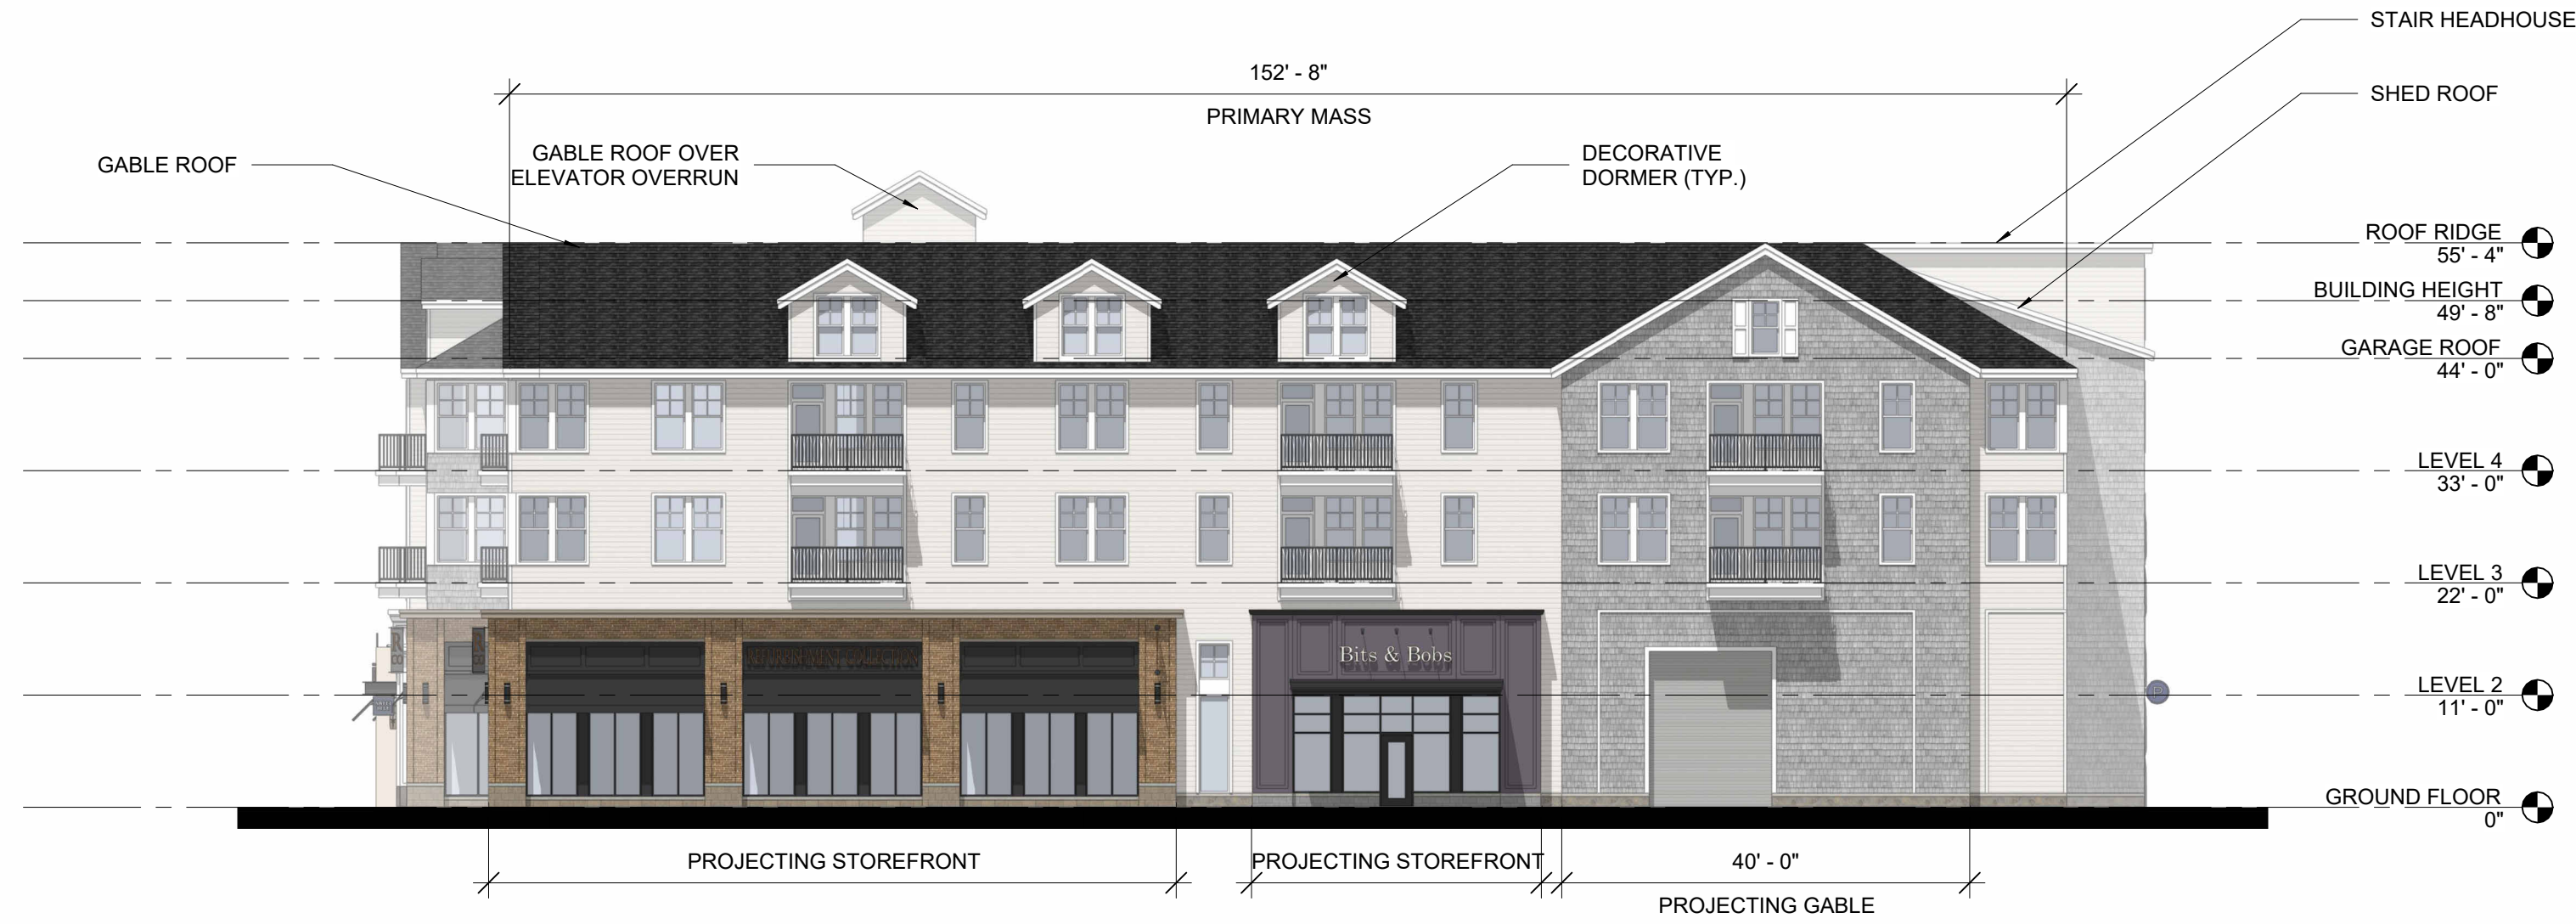 STAIR HEADHOUSE
152' - 8"
SHED ROOF
PRIMARY MASS
GABLE ROOF
GABLE ROOF OVER
ELEVATOR OVERRUN
DECORATIVE
DORMER (TYP.)
ROOF RIDGE
55' - 4"
BUILDING HEIGHT
49' - 8"
GARAGE ROOF
44' - 0"
LEVEL 4
33' - 0"
LEVEL 3
22' - 0"
REFURBISHMENT COLLECTION
Bits & Bobs
LEVEL 2
11' - 0"
P
GROUND FLOOR
0"
PROJECTING STOREFRONT
PROJECTING STOREFRONT
40' - 0"
PROJECTING GABLE